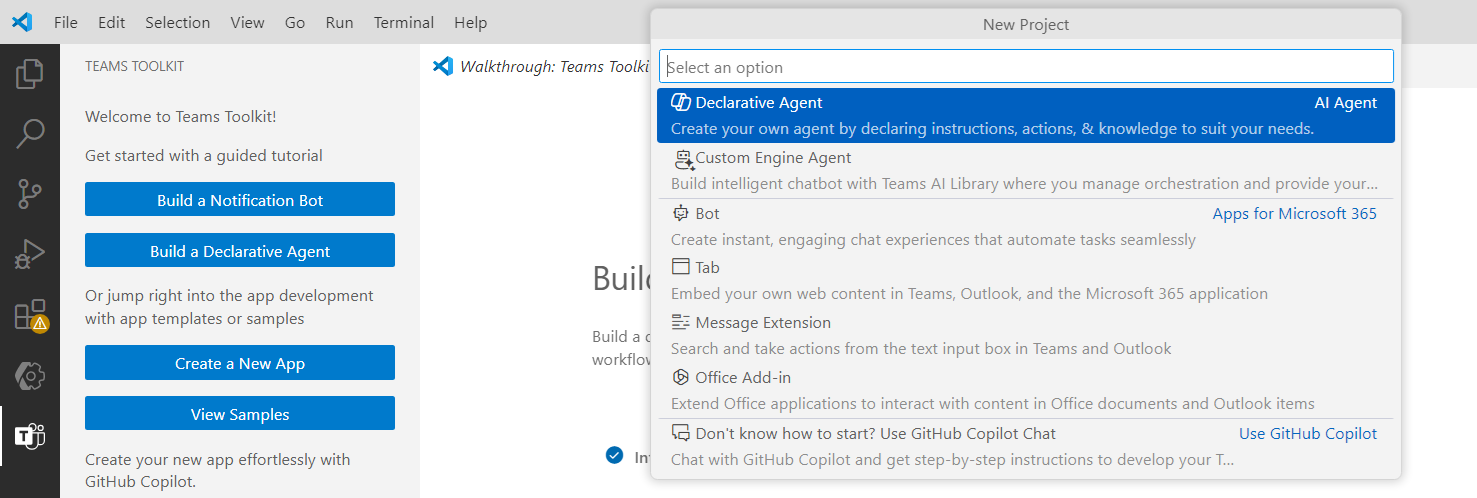 File Edit Selection View Go Run Terminal Help
TEAMS TOOLKIT
Welcome to Teams Toolkit!
Get started with a guided tutorial
Build a Notification Bot
Build a Declarative Agent
Or jump right into the app development
with app templates or samples
Create a New App
View Samples
Create your new app effortlessly with
GitHub Copilot.
Walkthrough: Teams Toolki
Build
Build a
workflow
New Project
Select an option
Declarative Agent AI Agent
Create your own agent by declaring instructions, actions, & knowledge to suit your needs.
Custom Engine Agent
Build intelligent chatbot with Teams AI Library where you manage orchestration and provide your...
Bot Apps for Microsoft 365
Create instant, engaging chat experiences that automate tasks seamlessly
Tab
Embed your own web content in Teams, Outlook, and the Microsoft 365 application
Message Extension
Search and take actions from the text input box in Teams and Outlook
Office Add-in
Extend Office applications to interact with content in Office documents and Outlook items
Don't know how to start? Use GitHub Copilot Chat Use GitHub Copilot
Chat with GitHub Copilot and get step-by-step instructions to develop your T...